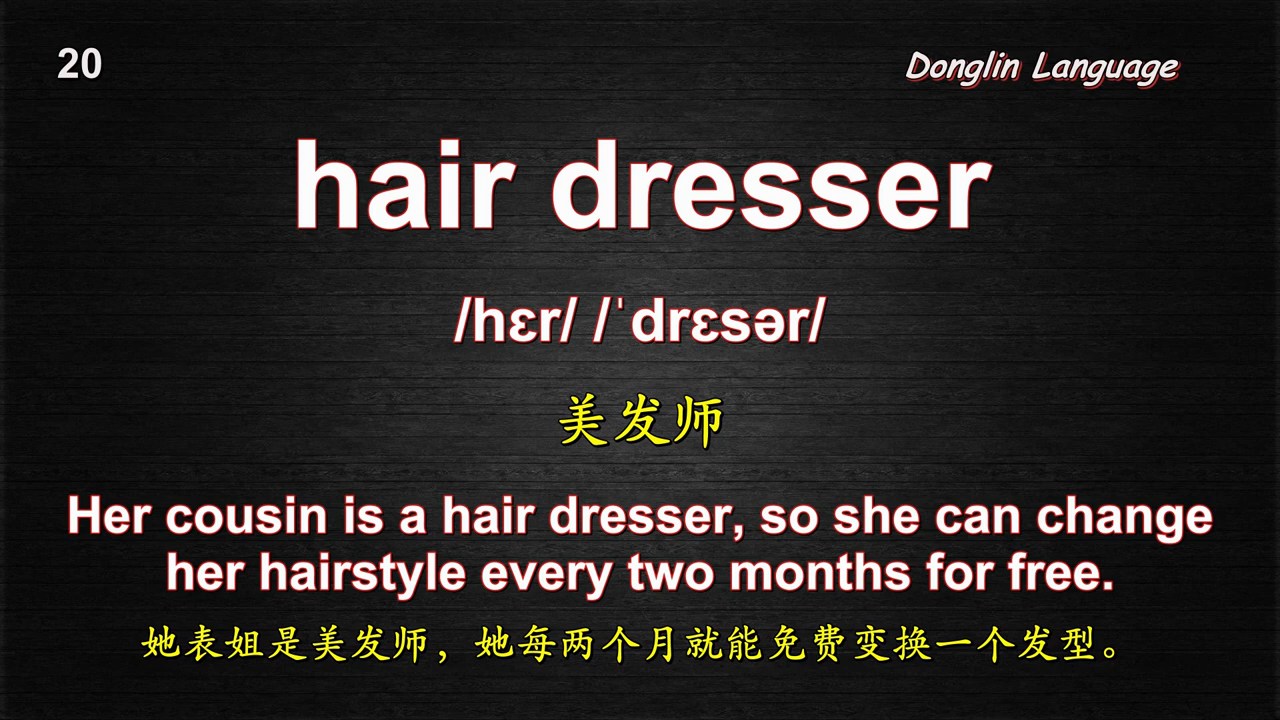 20
Donglin Language
hair dresser
/hɛr/ /ˈdrɛsər/
美发师
Her cousin is a hair dresser, so she can change
her hairstyle every two months for free.
她表姐是美发师，她每两个月就能免费变换一个发型。